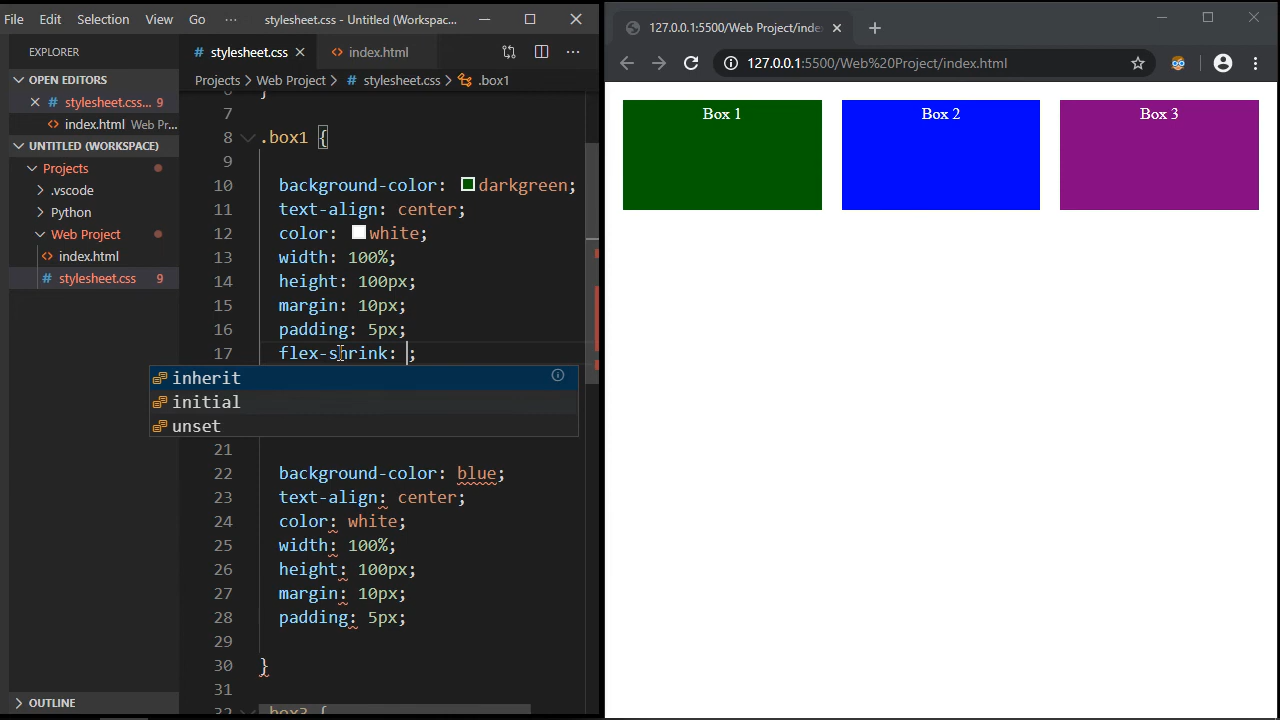 File Edit Selection View Go ··· stylesheet.css - Untitled (Workspac...
EXPLORER
OPEN EDITORS
stylesheet.css... 9
index.html Web Pr...
UNTITLED (WORKSPACE)
Projects
.vscode
Python
Web Project
index.html
stylesheet.css 9
OUTLINE
# stylesheet.css
<> index.html
Projects > Web Project > # stylesheet.css > .box1
7
8 .box1 {
9
10 background-color: darkgreen;
11 text-align: center;
12 color: white;
13 width: 100%;
14 height: 100px;
15 margin: 10px;
16 padding: 5px;
17 flex-shrink: ;
inherit
initial
unset
21
22 background-color: blue;
23 text-align: center;
24 color: white;
25 width: 100%;
26 height: 100px;
27 margin: 10px;
28 padding: 5px;
29
30 }
31
32 .box3 {
127.0.0.1:5500/Web Project/inde
127.0.0.1:5500/Web%20Project/index.html
Box 1
Box 2
Box 3